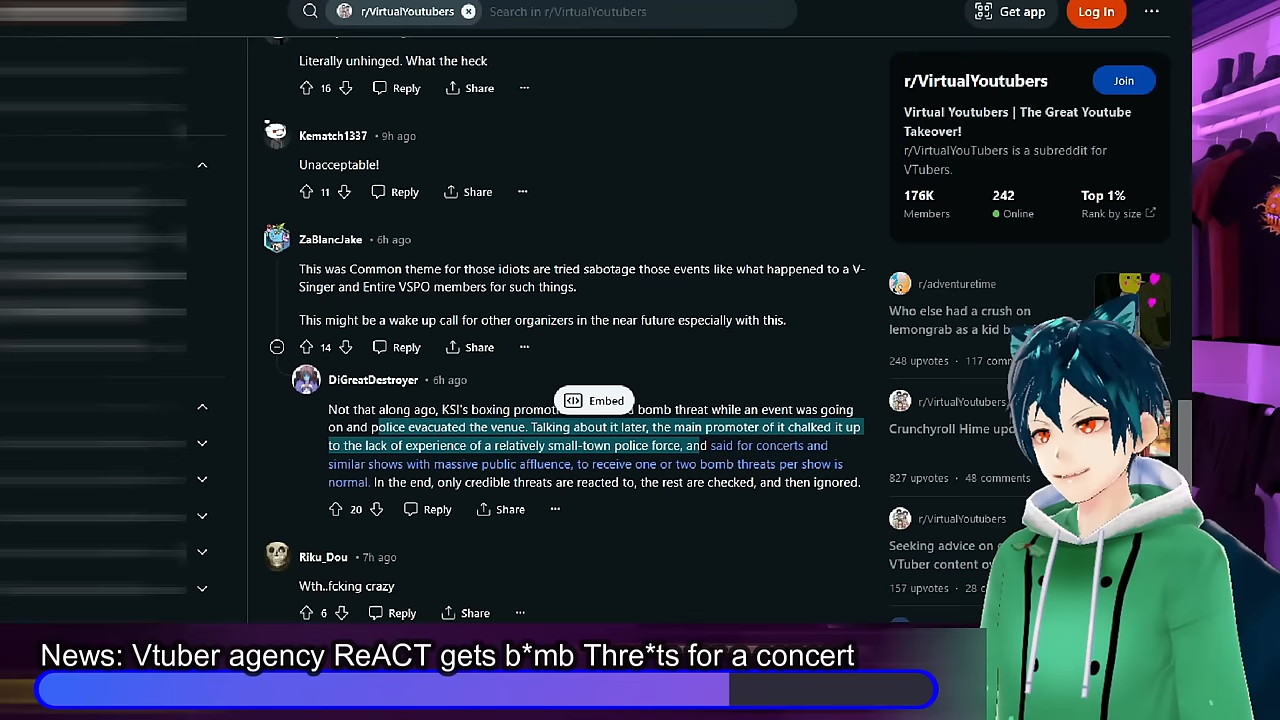 r/VirtualYoutubers
Search in r/VirtualYoutubers
Get app
Log In
Literally unhinged. What the heck
16
Reply
Share
Kematch1337 • 9h ago
Unacceptable!
11
Reply
Share
ZaBlancJake • 6h ago
This was Common theme for those idiots are tried sabotage those events like what happened to a V-
Singer and Entire VSPO members for such things.
This might be a wake up call for other organizers in the near future especially with this.
14
Reply
Share
DiGreatDestroyer • 6h ago
Embed
Not that along ago, KSI's boxing bomb threat while an event was going
on and police evacuated the venue. Talking about it later, the main promoter of it chalked it up
to the lack of experience of a relatively small-town police force, and said for concerts and
similar shows with massive public affluence, to receive one or two bomb threats per show is
normal. In the end, only credible threats are reacted to, the rest are checked, and then ignored.
20
Reply
Share
Riku_Dou • 7h ago
Wth..fcking crazy
6
Reply
Share
r/VirtualYoutubers
Join
Virtual Youtubers | The Great Youtube
Takeover!
r/VirtualYouTubers is a subreddit for
VTubers.
176K
242
Top 1%
Members
Online
Rank by size
r/adventuretime
Who else had a crush on
lemongrab as a kid
248 upvotes • 117
r/VirtualYoutubers
Crunchyroll Hime
827 upvotes • 48 comments
r/VirtualYoutubers
Seeking advice on
VTuber content
157 upvotes • 28
News: Vtuber agency ReACT gets b*mb Thre*ts for a concert